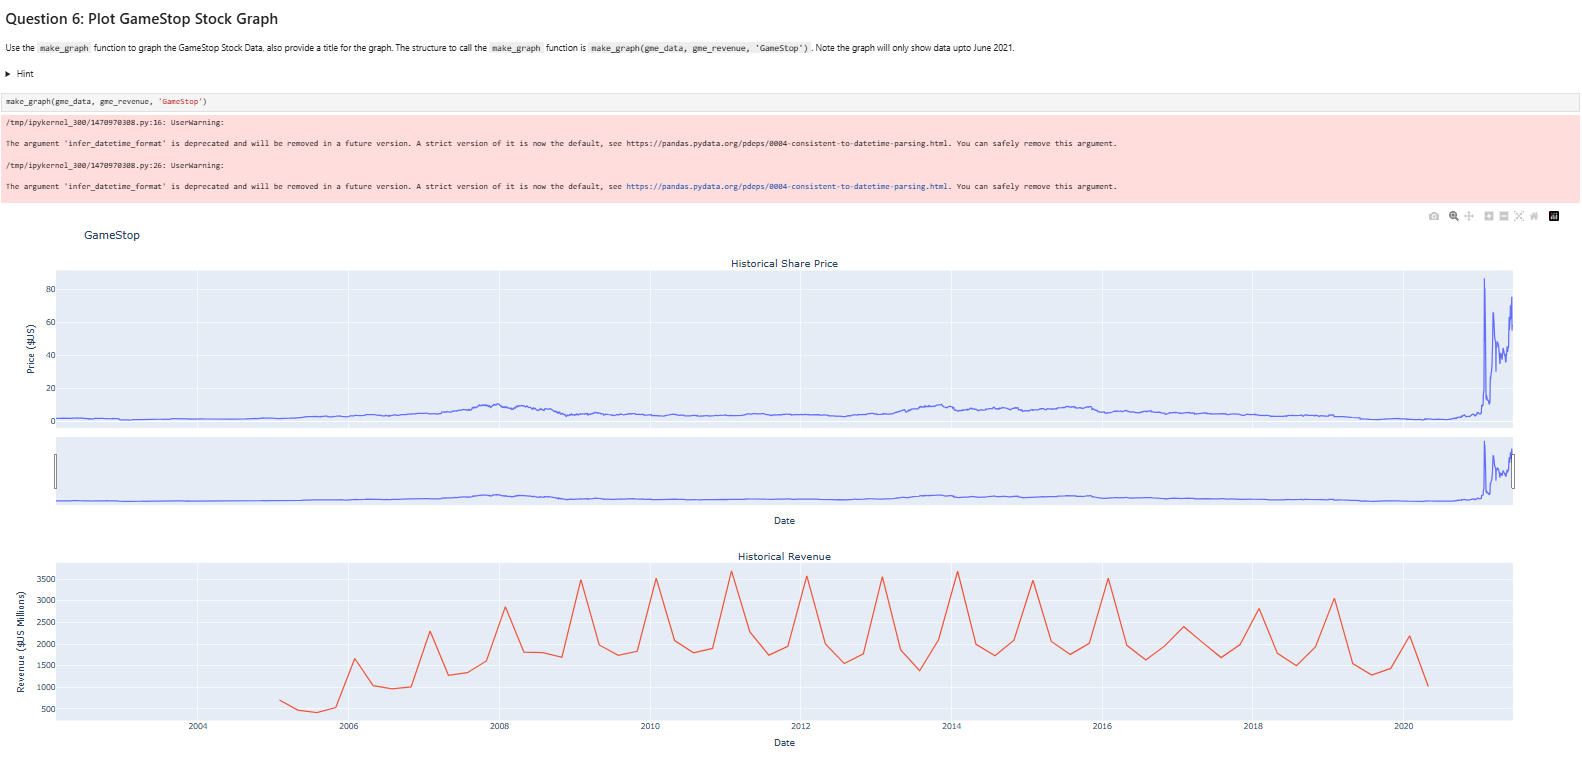 Question 6: Plot GameStop Stock Graph
Use the make_graph function to graph the GameStop Stock Data, also provide a title for the graph. The structure to call the make_graph function is make_graph(gme_data, gme_revenue, 'GameStop'). Note the graph will only show data upto June 2021.
Hint
make_graph(gme_data, gme_revenue, 'GameStop')
/tmp/ipykernel_300/1470970308.py:16: UserWarning:
The argument 'infer_datetime_format' is deprecated and will be removed in a future version. A strict version of it is now the default, see https://pandas.pydata.org/pdeps/0004-consistent-to-datetime-parsing.html. You can safely remove this argument.
/tmp/ipykernel_300/1470970308.py:26: UserWarning:
The argument 'infer_datetime_format' is deprecated and will be removed in a future version. A strict version of it is now the default, see https://pandas.pydata.org/pdeps/0004-consistent-to-datetime-parsing.html. You can safely remove this argument.
GameStop
Historical Share Price
Price ($US)
80
60
40
20
0
Date
Historical Revenue
Revenue ($US Millions)
3500
3000
2500
2000
1500
1000
500
2004 2006 2008 2010 2012 2014 2016 2018 2020
Date